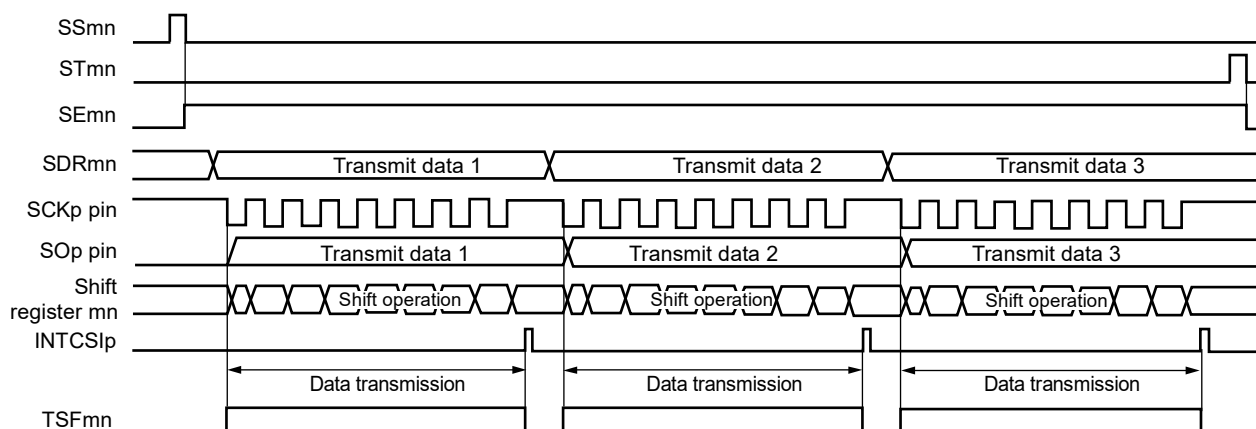 SSmn
STmn
SEmn
SDRmn Transmit data 1 Transmit data 2 Transmit data 3
SCKp pin
SOp pin Transmit data 1 Transmit data 2 Transmit data 3
Shift
register mn Shift operation Shift operation Shift operation
INTCSIp
Data transmission Data transmission Data transmission
TSFmn